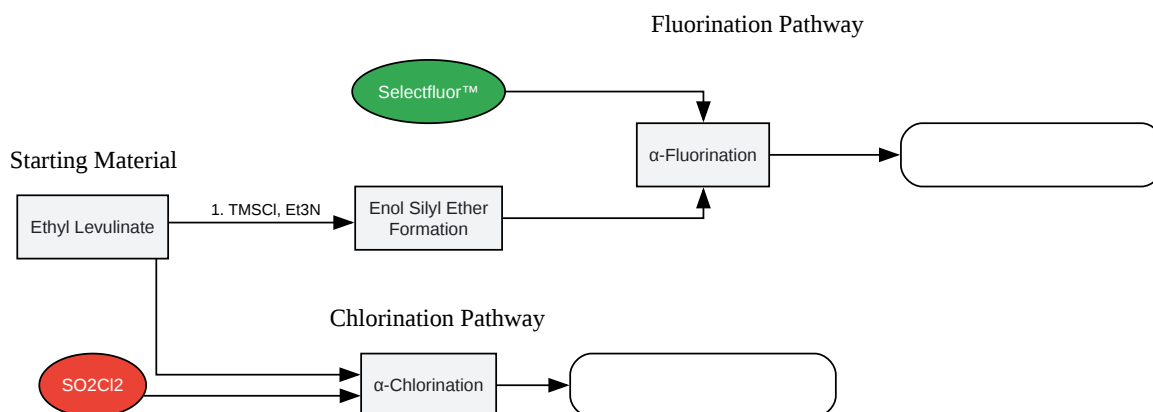 Fluorination Pathway
Selectfluor™
α-Fluorination
Starting Material
Ethyl Levulinate
1. TMSCl, Et3N
Enol Silyl Ether
Formation
Chlorination Pathway
SO2Cl2
α-Chlorination